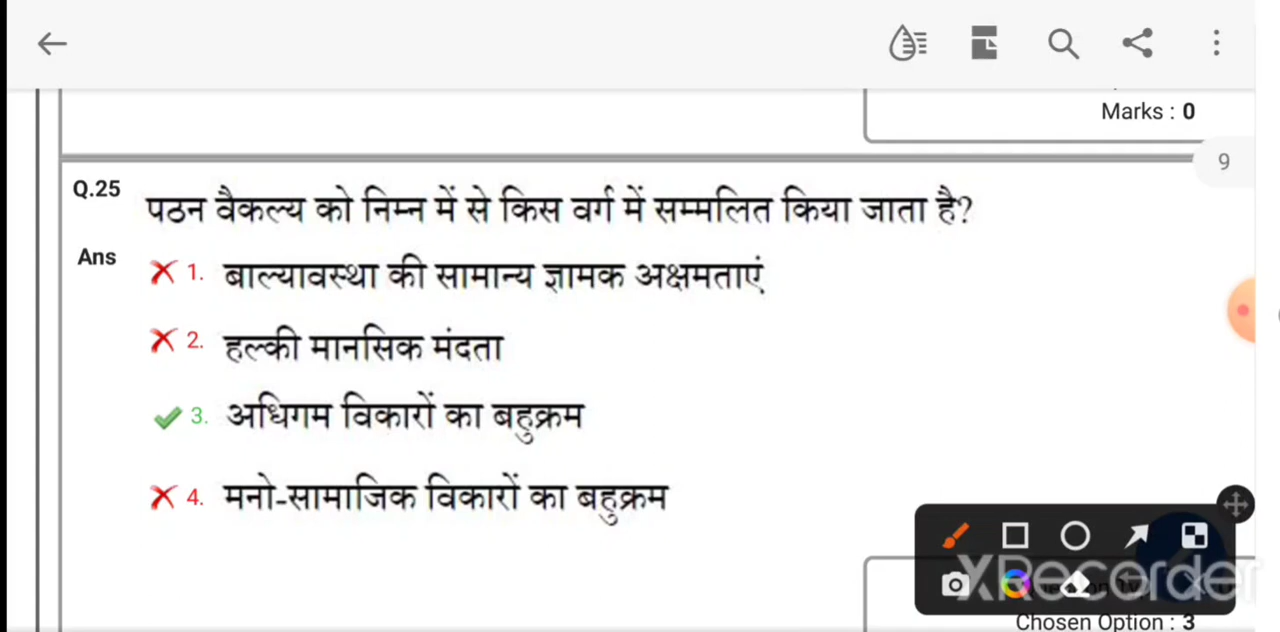 Marks : 0
9
Q.25 पठन वैकल्य को निम्न में से किस वर्ग में सम्मलित किया जाता है?
Ans 1. बाल्यावस्था की सामान्य ज्ञामक अक्षमताएं
2. हल्की मानसिक मंदता
3. अधिगम विकारों का बहुक्रम
4. मनो-सामाजिक विकारों का बहुक्रम
XRecorder
Chosen Option : 3